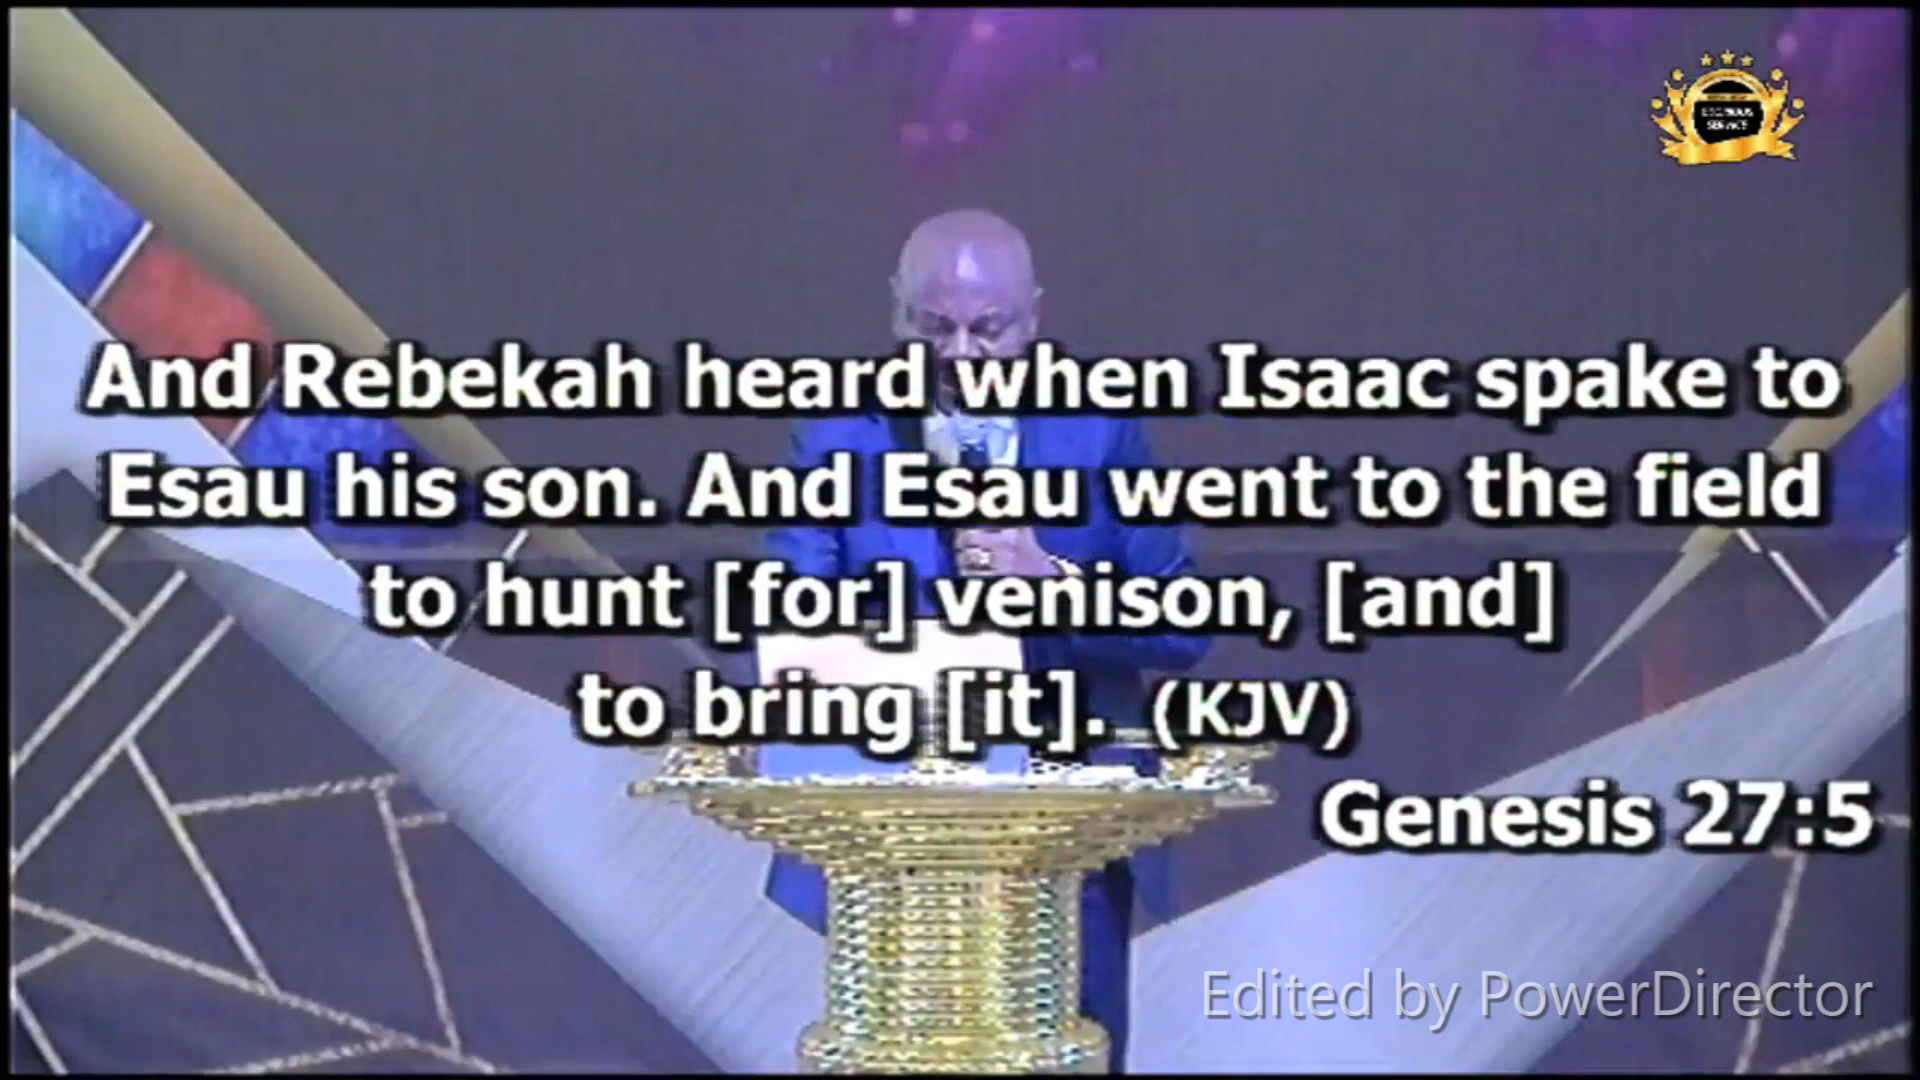 And Rebekah heard when Isaac spake to
Esau his son. And Esau went to the field
to hunt [for] venison, [and]
to bring [it]. (KJV)
Genesis 27:5
Edited by PowerDirector